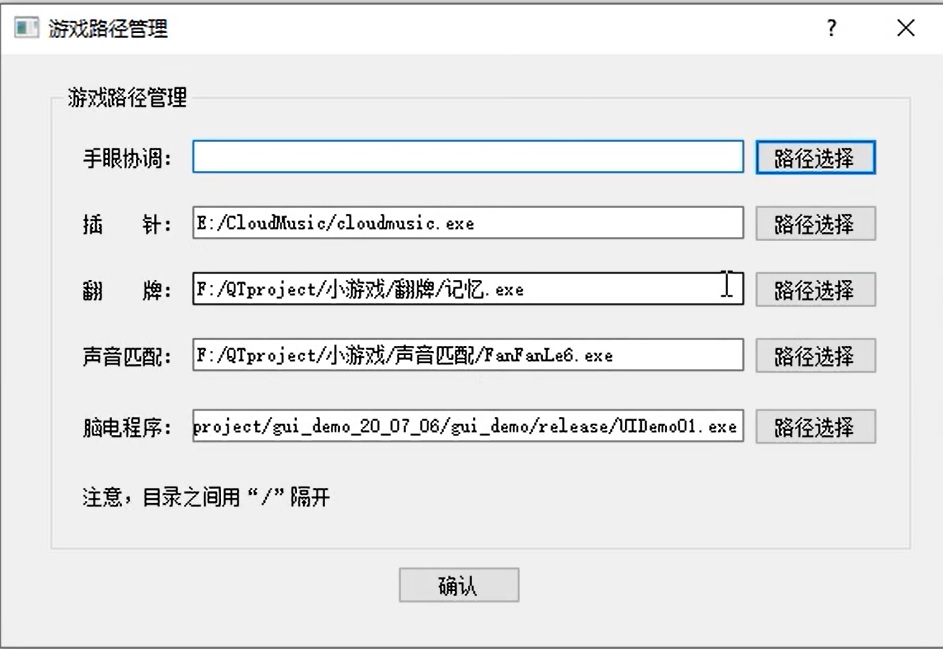 游戏路径管理 ?
游戏路径管理
手眼协调: 路径选择
插 针: E:/CloudMusic/cloudmusic.exe 路径选择
翻 牌: F:/QTproject/小游戏/翻牌/记忆.exe 路径选择
声音匹配: F:/QTproject/小游戏/声音匹配/FanFanLe6.exe 路径选择
脑电程序: project/gui_demo_20_07_06/gui_demo/release/UIDemo01.exe 路径选择
注意，目录之间用“/”隔开
确认